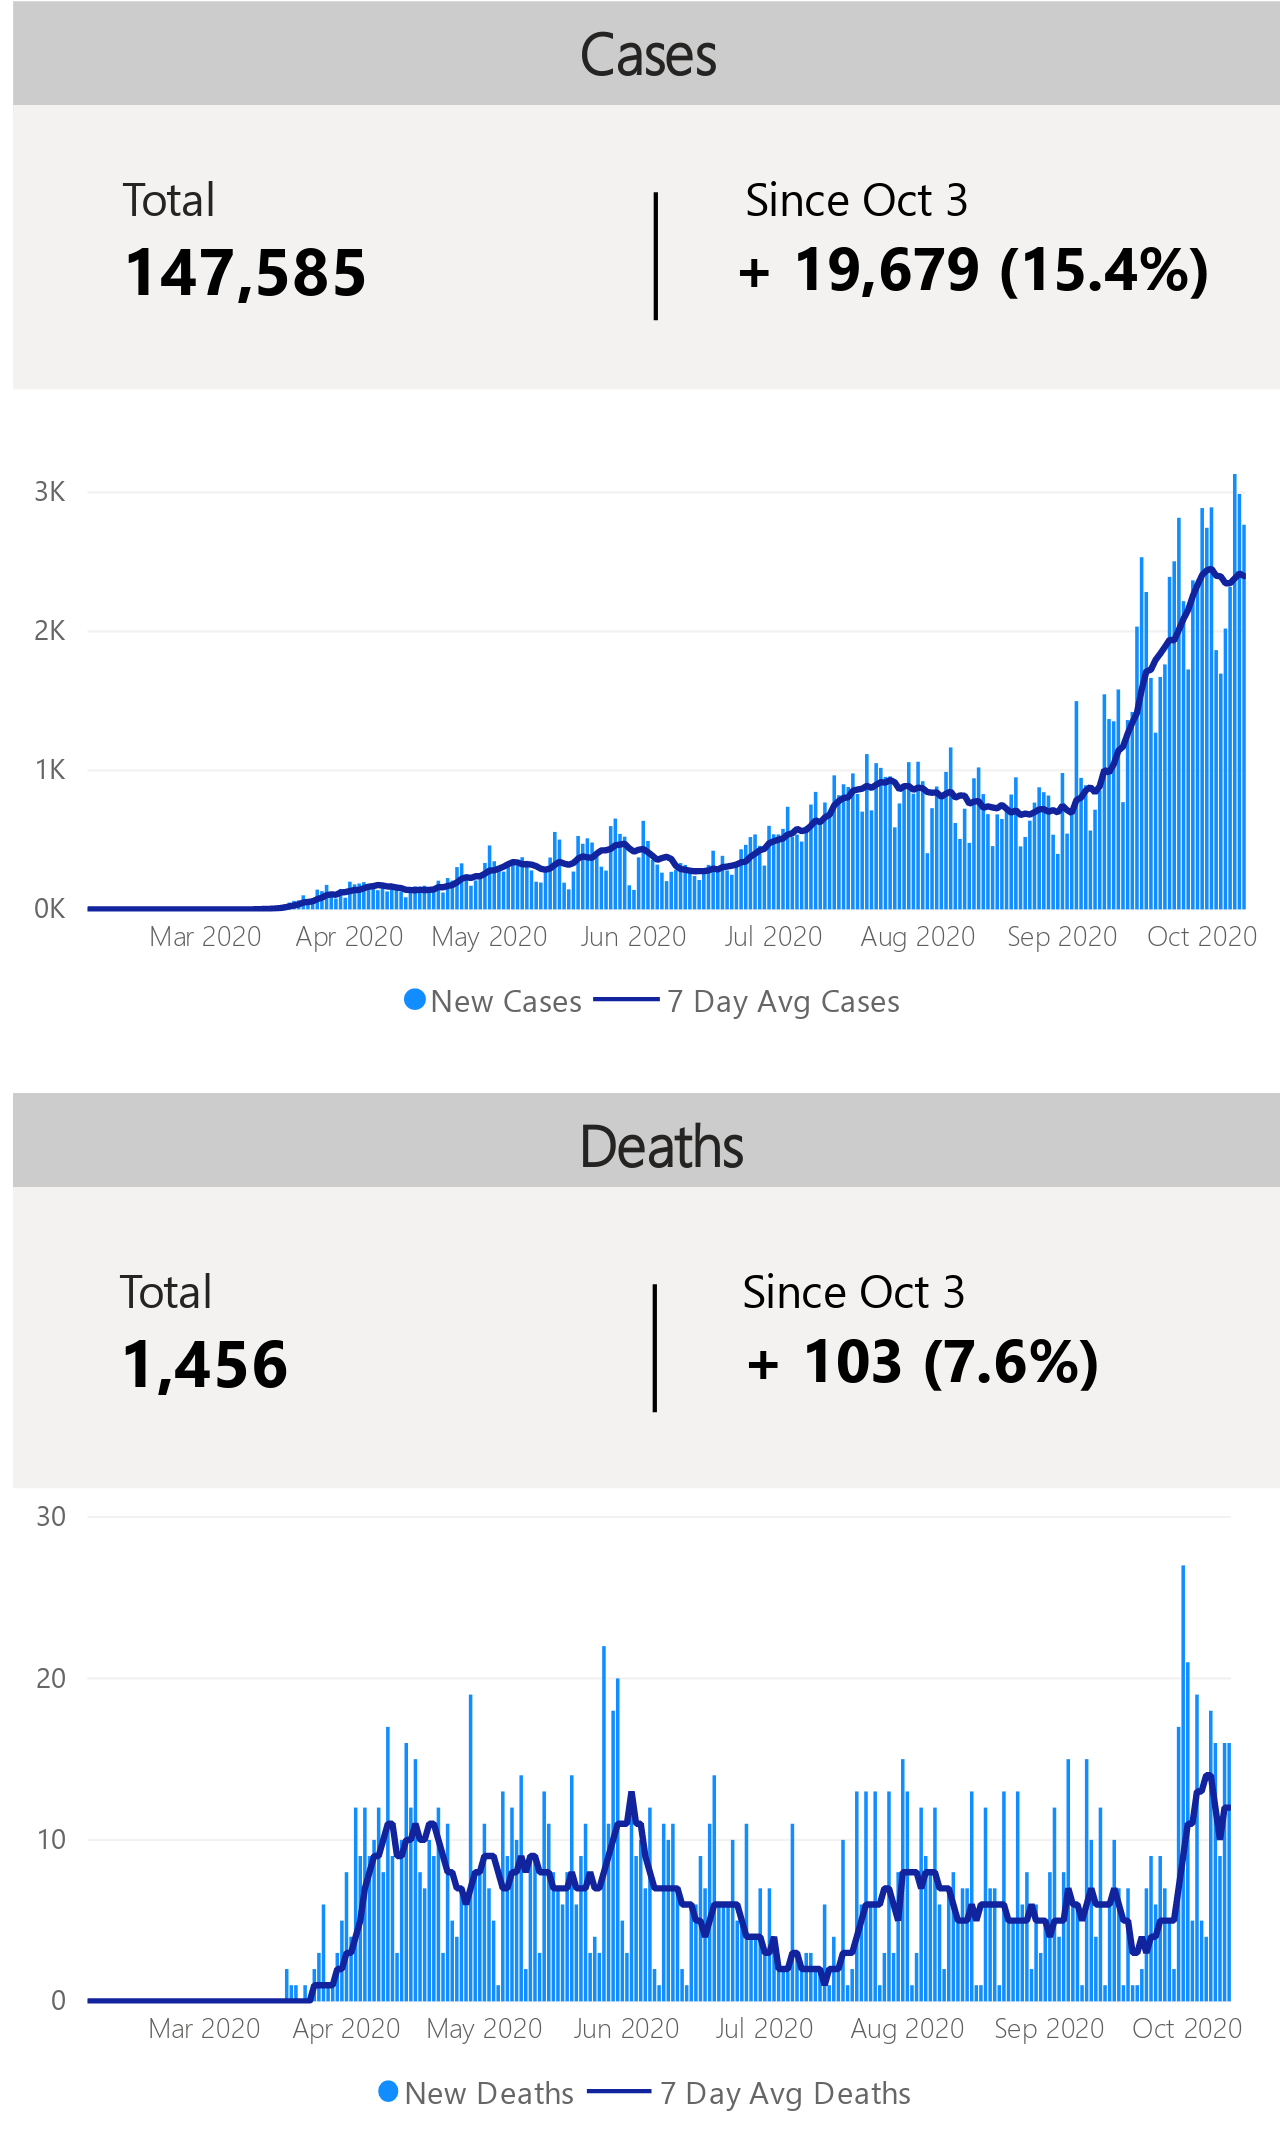 Cases
Total
Since Oct 3
147,585
+ 19,679 (15.4%)
3K
2K
1K
0K
Mar 2020 Apr 2020 May 2020 Jun 2020 Jul 2020 Aug 2020 Sep 2020 Oct 2020
New Cases 7 Day Avg Cases
Deaths
Total
Since Oct 3
1,456
+ 103 (7.6%)
30
20
10
0
Mar 2020 Apr 2020 May 2020 Jun 2020 Jul 2020 Aug 2020 Sep 2020 Oct 2020
New Deaths 7 Day Avg Deaths